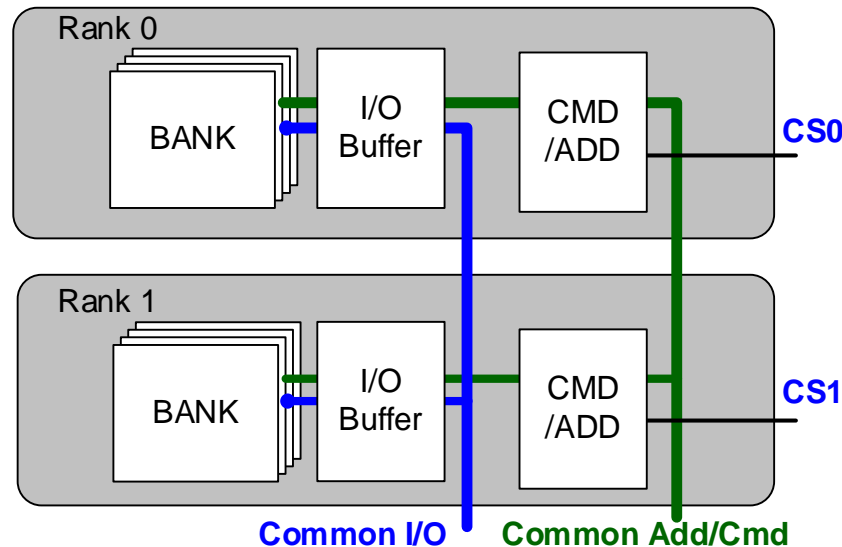 Rank 0
BANK
I/O
Buffer
CMD
/ADD
CS0
Rank 1
BANK
I/O
Buffer
CMD
/ADD
CS1
Common I/O
Common Add/Cmd